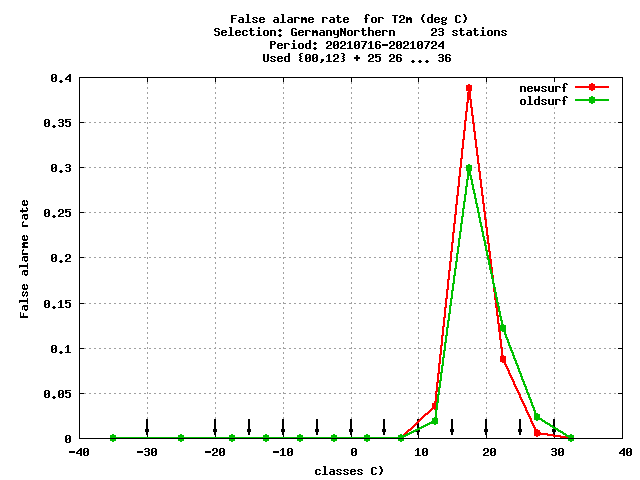 False alarme rate  for T2m (deg C)
Selection: GermanyNorthern     23 stations
Period: 20210716-20210724
Used {00,12} + 25 26 ... 36
newsurf
oldsurf
0.4
0.35
0.3
0.25
0.2
0.15
0.1
0.05
0
False alarme rate
-40 -30 -20 -10 0 10 20 30 40
classes C)